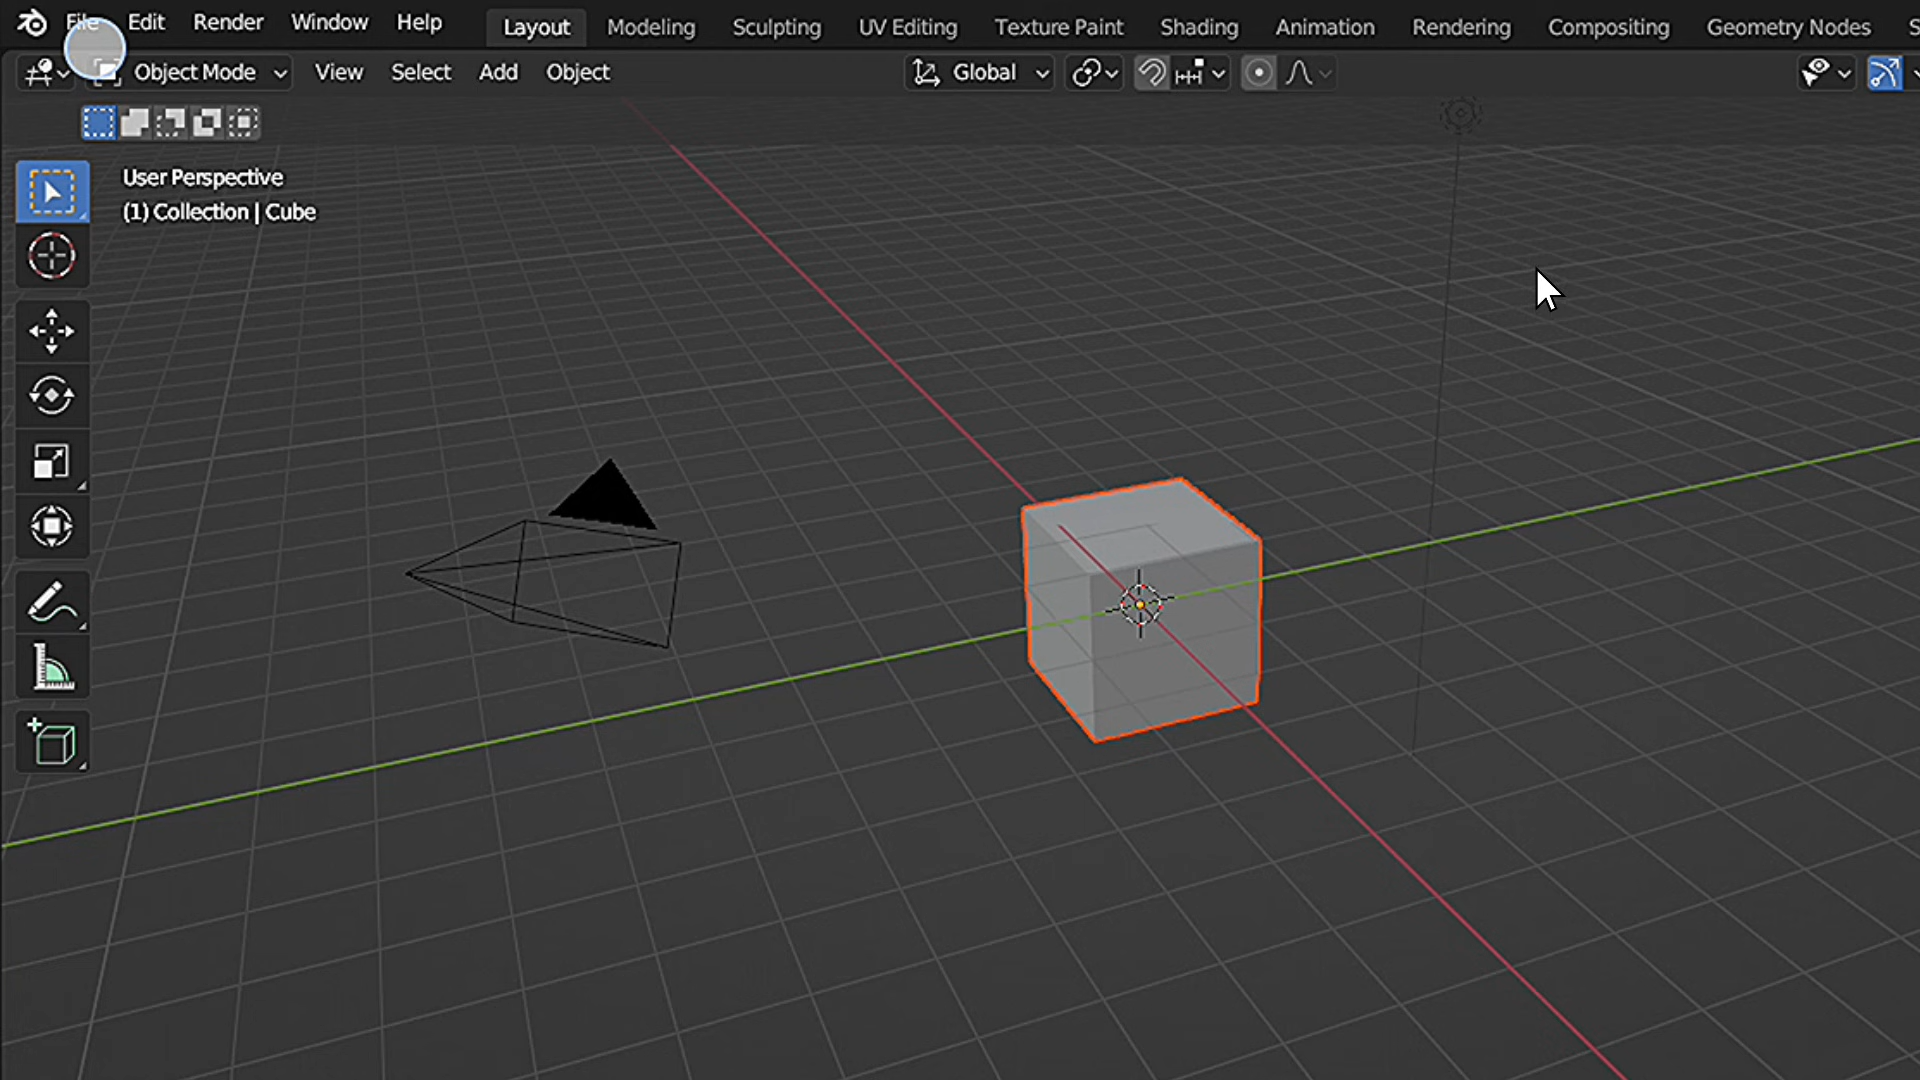 File Edit Render Window Help Layout Modeling Sculpting UV Editing Texture Paint Shading Animation Rendering Compositing Geometry Nodes
Object Mode View Select Add Object Global
User Perspective
(1) Collection | Cube